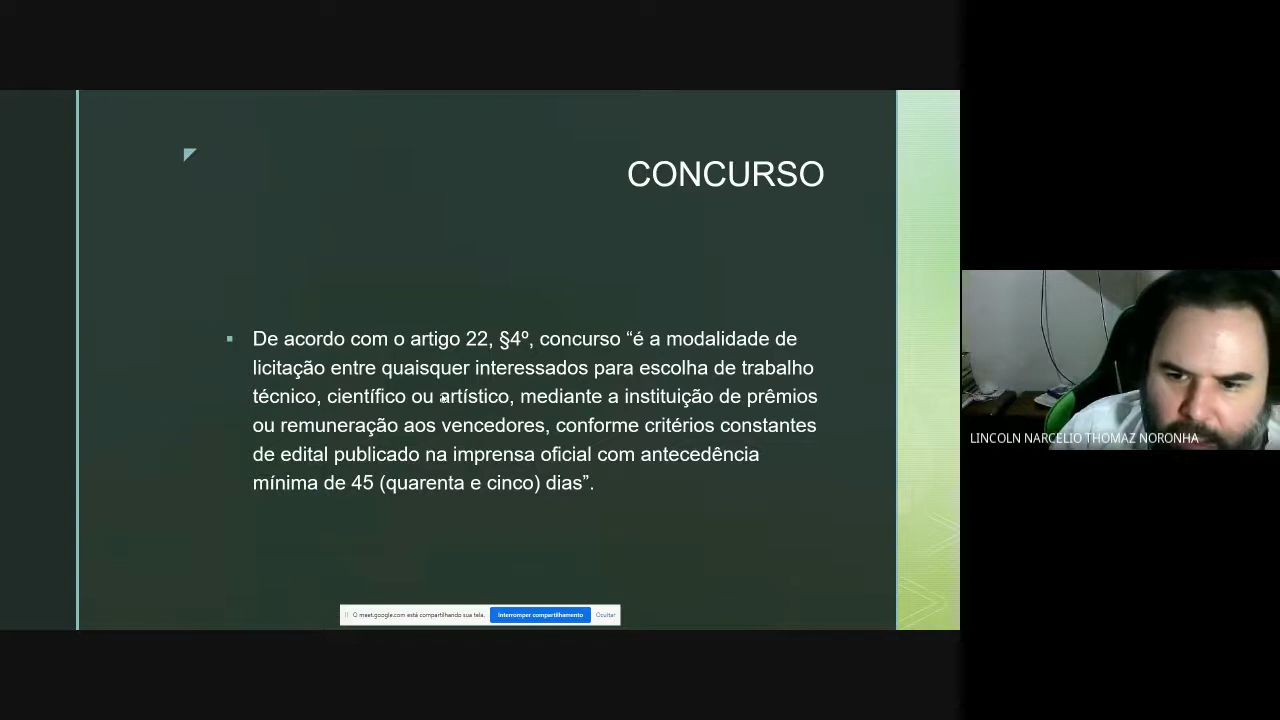 CONCURSO
▪ De acordo com o artigo 22, §4º, concurso “é a modalidade de
licitação entre quaisquer interessados para escolha de trabalho
técnico, científico ou artístico, mediante a instituição de prêmios
ou remuneração aos vencedores, conforme critérios constantes
de edital publicado na imprensa oficial com antecedência
mínima de 45 (quarenta e cinco) dias”.
LINCOLN NARCELIO THOMAZ NORONHA
O meet.google.com está compartilhando sua tela. Interromper compartilhamento Ocultar